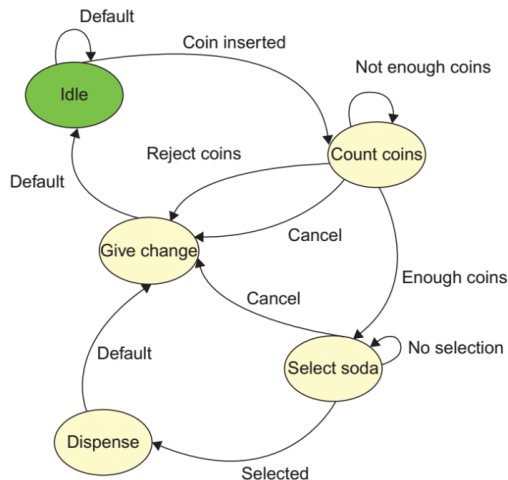 Default
Coin inserted
Idle
Not enough coins
Reject coins
Count coins
Default
Cancel
Give change
Enough coins
Cancel
Default
No selection
Select soda
Dispense
Selected